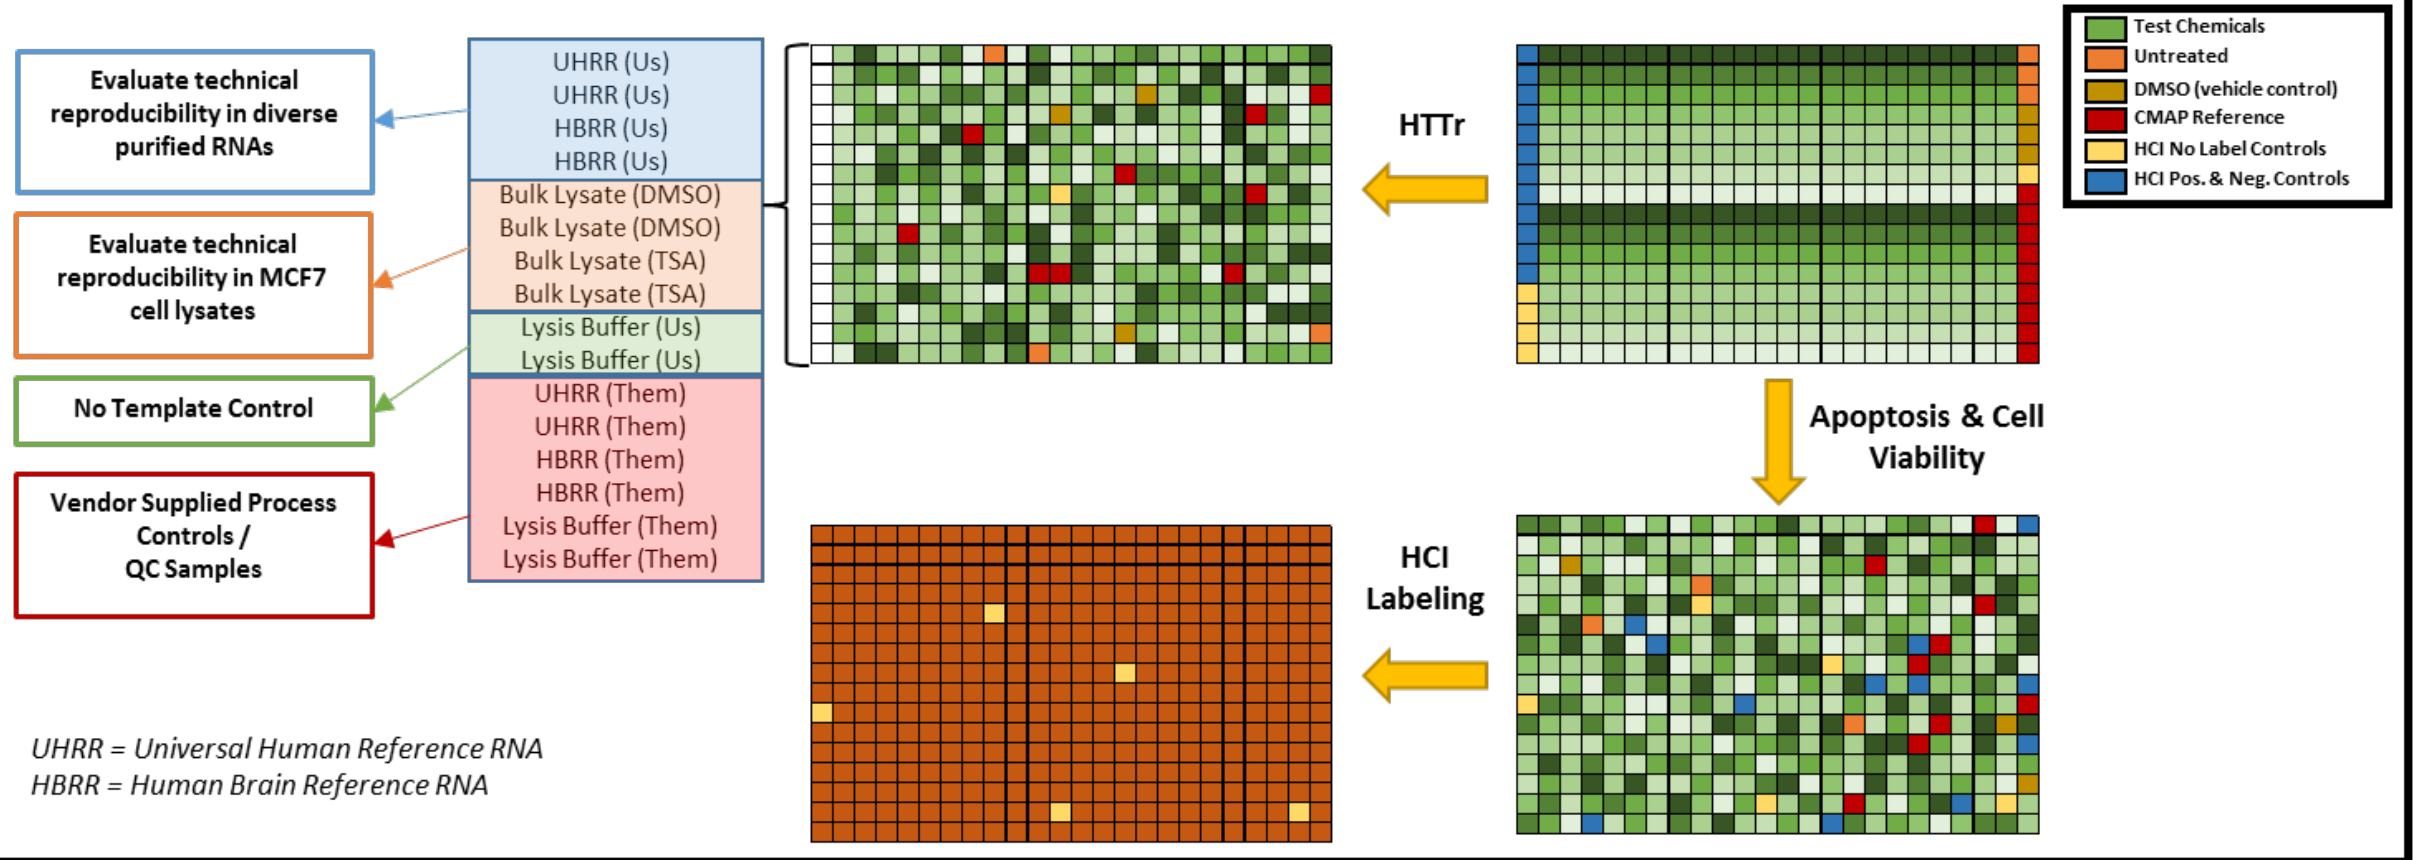 Evaluate technical
reproducibility in diverse
purified RNAs
Evaluate technical
reproducibility in MCF7
cell lysates
No Template Control
Vendor Supplied Process
Controls /
QC Samples
UHRR (Us)
UHRR (Us)
HBRR (Us)
HBRR (Us)
Bulk Lysate (DMSO)
Bulk Lysate (DMSO)
Bulk Lysate (TSA)
Bulk Lysate (TSA)
Lysis Buffer (Us)
Lysis Buffer (Us)
UHRR (Them)
UHRR (Them)
HBRR (Them)
HBRR (Them)
Lysis Buffer (Them)
Lysis Buffer (Them)
HTTr
Test Chemicals
Untreated
DMSO (vehicle control)
CMAP Reference
HCI No Label Controls
HCI Pos. & Neg. Controls
Apoptosis & Cell
Viability
HCI
Labeling
UHRR = Universal Human Reference RNA
HBRR = Human Brain Reference RNA